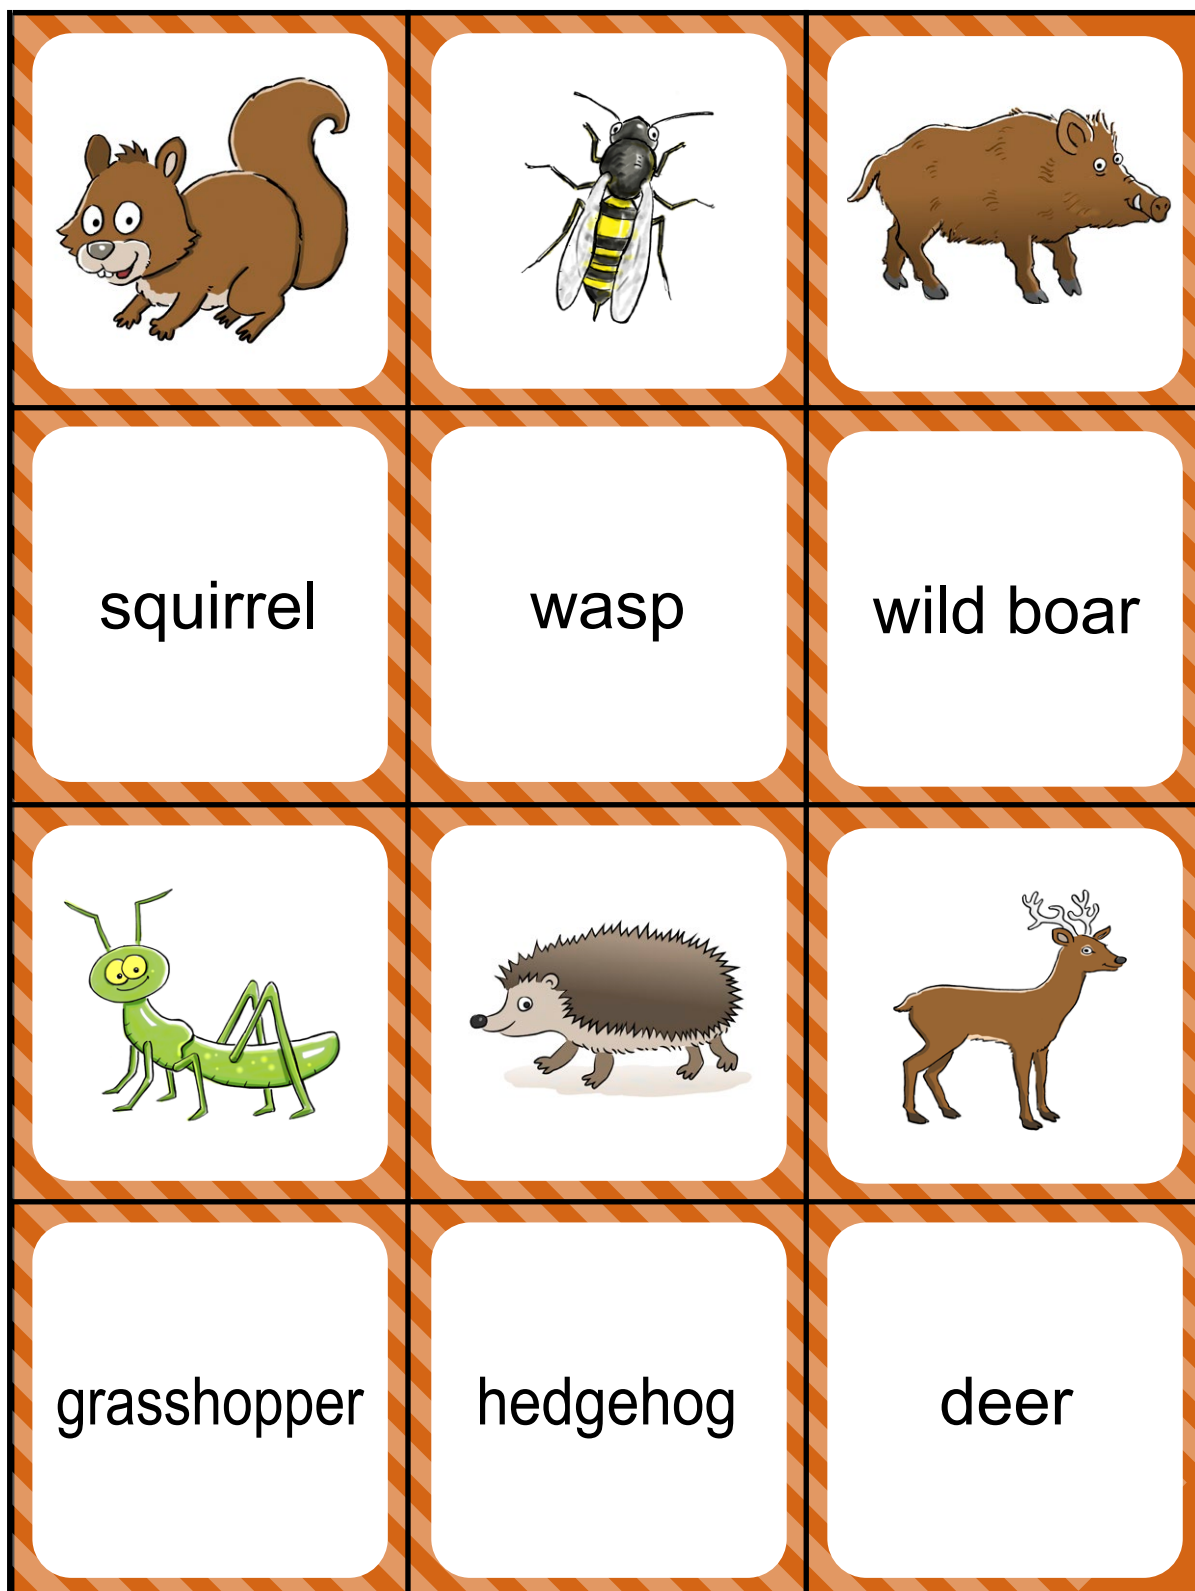 squirrel
wasp
wild boar
grasshopper
hedgehog
deer